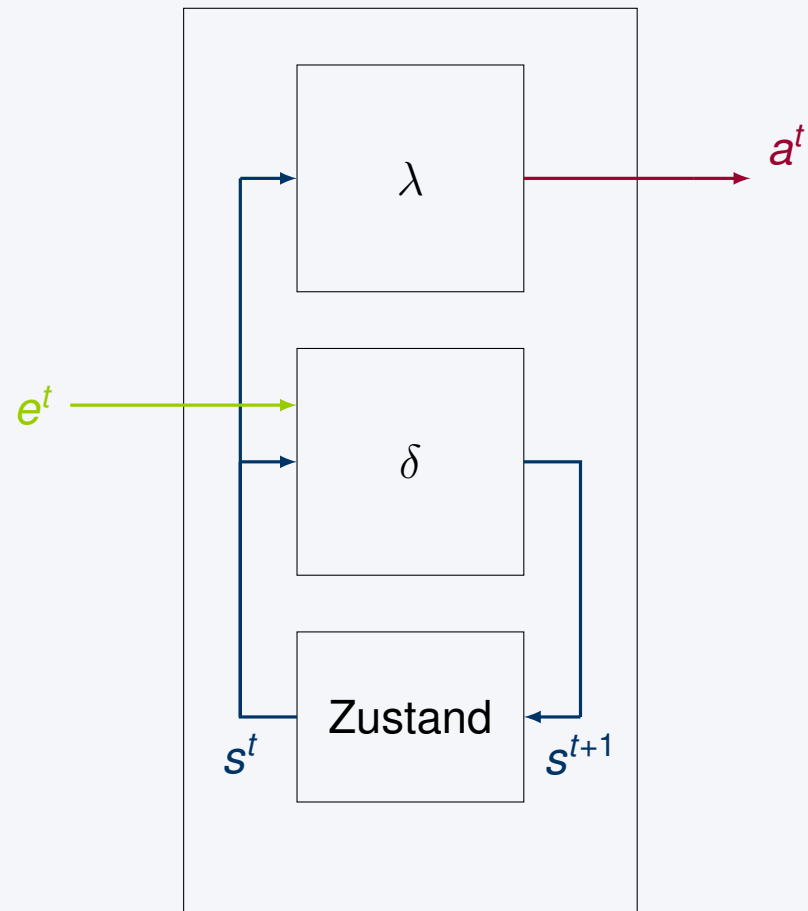 a^t
λ
e^t
δ
Zustand
s^t
s^{t+1}